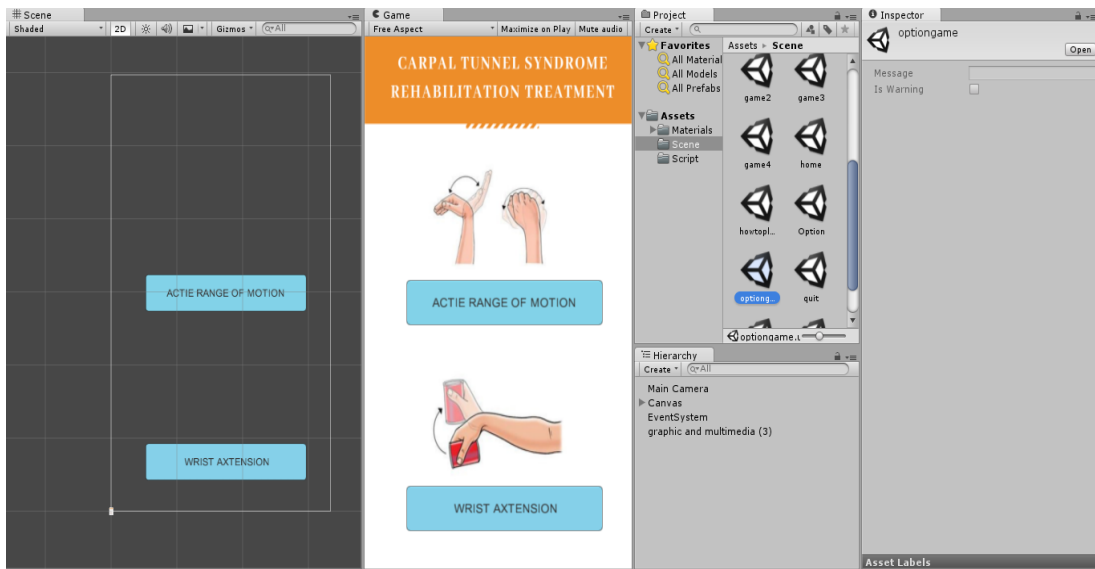 Scene
Shaded
2D
Gizmos
All
ACTIE RANGE OF MOTION
WRIST AXTENSION
Game
Free Aspect
Maximize on Play
Mute audio
CARPAL TUNNEL SYNDROME
REHABILITATION TREATMENT
ACTIE RANGE OF MOTION
WRIST AXTENSION
Project
Create
Favorites
All Material
All Models
All Prefabs
Assets
Materials
Scene
Script
Assets Scene
game2 game3
game4 home
howtopl... Option
optiong... quit
optiongame.u
Hierarchy
Create All
Main Camera
Canvas
EventSystem
graphic and multimedia (3)
Inspector
optiongame
Open
Message
Is Warning
Asset Labels